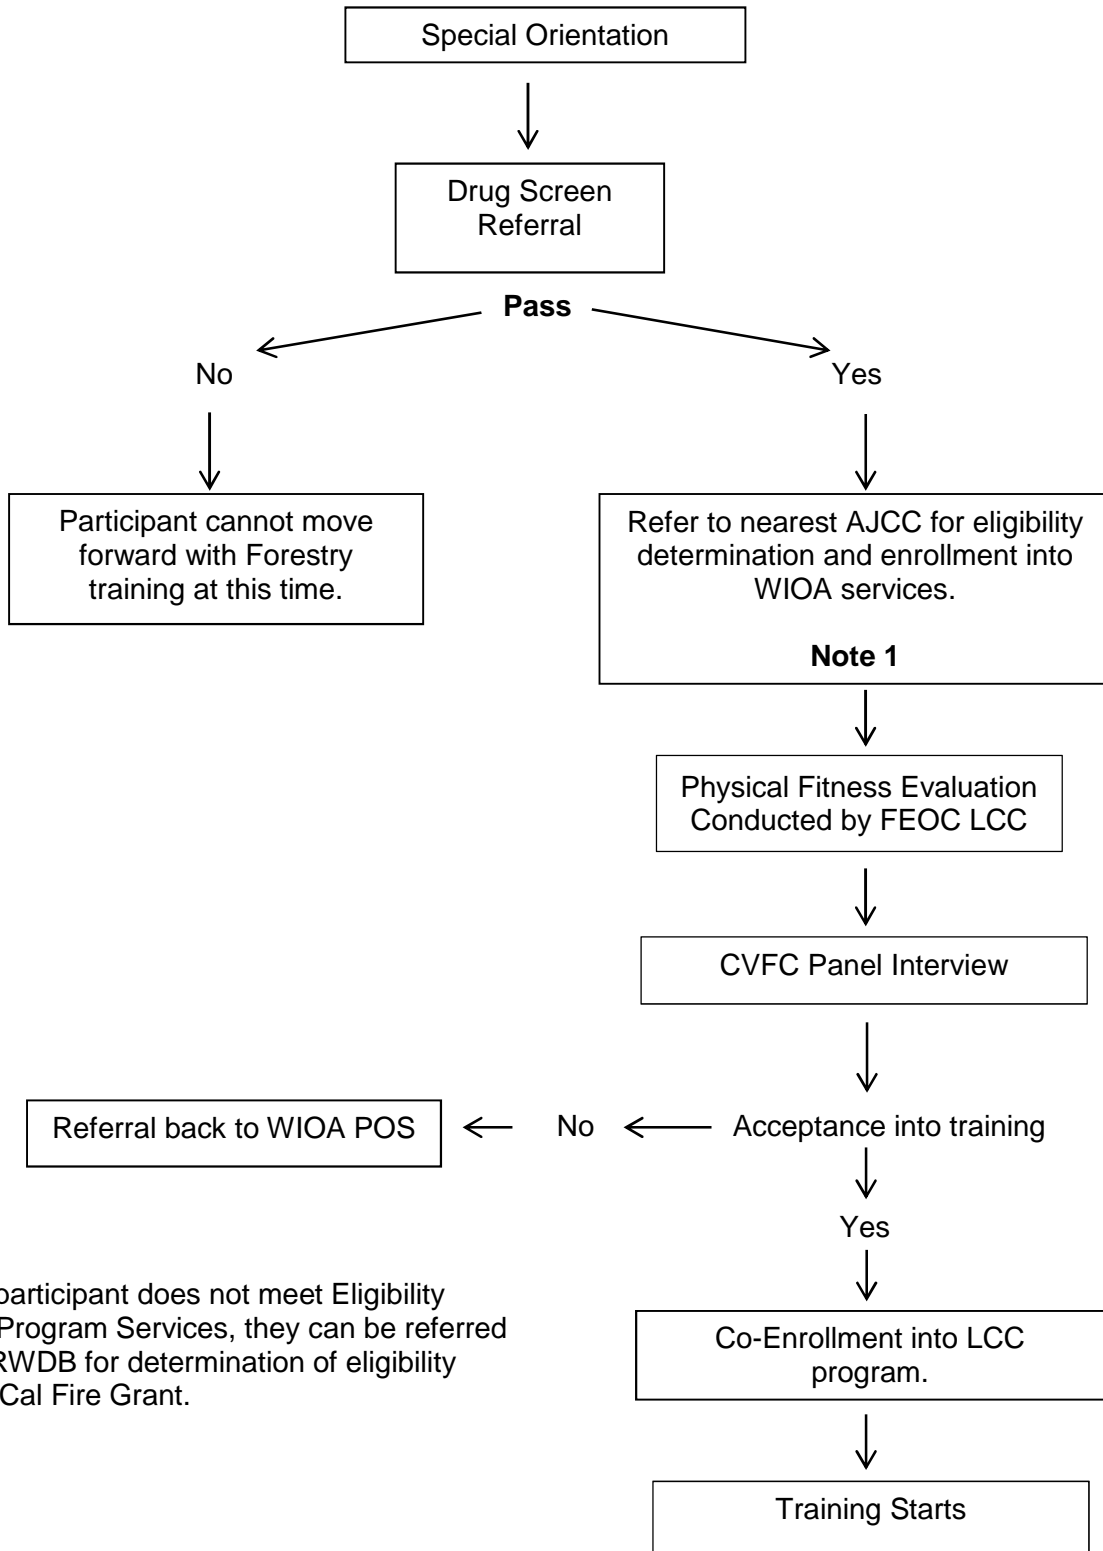 Special Orientation
Drug Screen
Referral
Pass
No
Yes
Participant cannot move
forward with Forestry
training at this time.
Refer to nearest AJCC for eligibility
determination and enrollment into
WIOA services.
Note 1
Physical Fitness Evaluation
Conducted by FEOC LCC
CVFC Panel Interview
Acceptance into training
No
Referral back to WIOA POS
Yes
participant does not meet Eligibility
Program Services, they can be referred
RWDB for determination of eligibility
Cal Fire Grant.
Co-Enrollment into LCC
program.
Training Starts